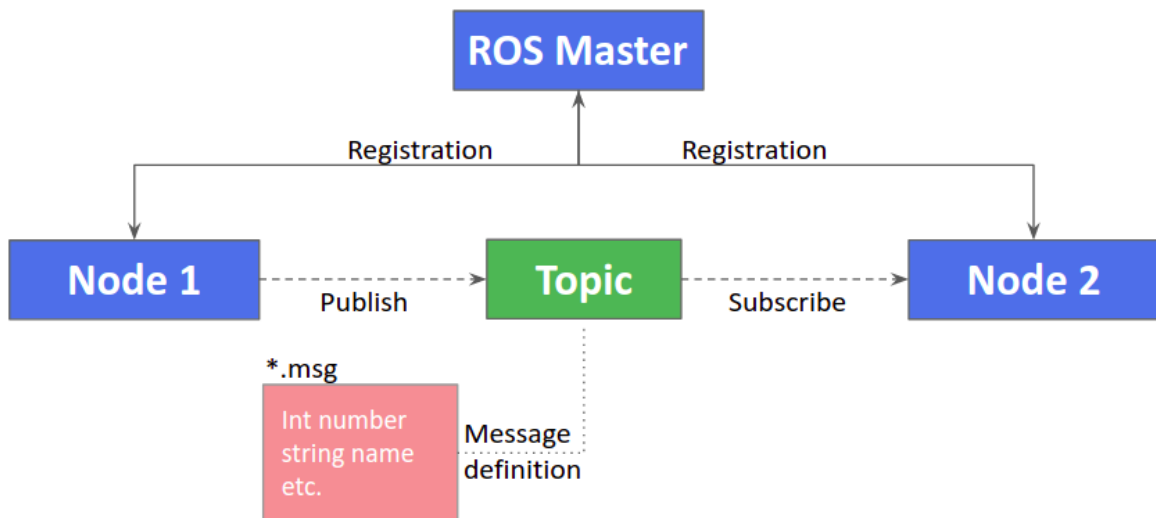 ROS Master
Registration
Registration
Node 1
Publish
Topic
Subscribe
Node 2
*.msg
Int number
string name
etc.
Message
definition